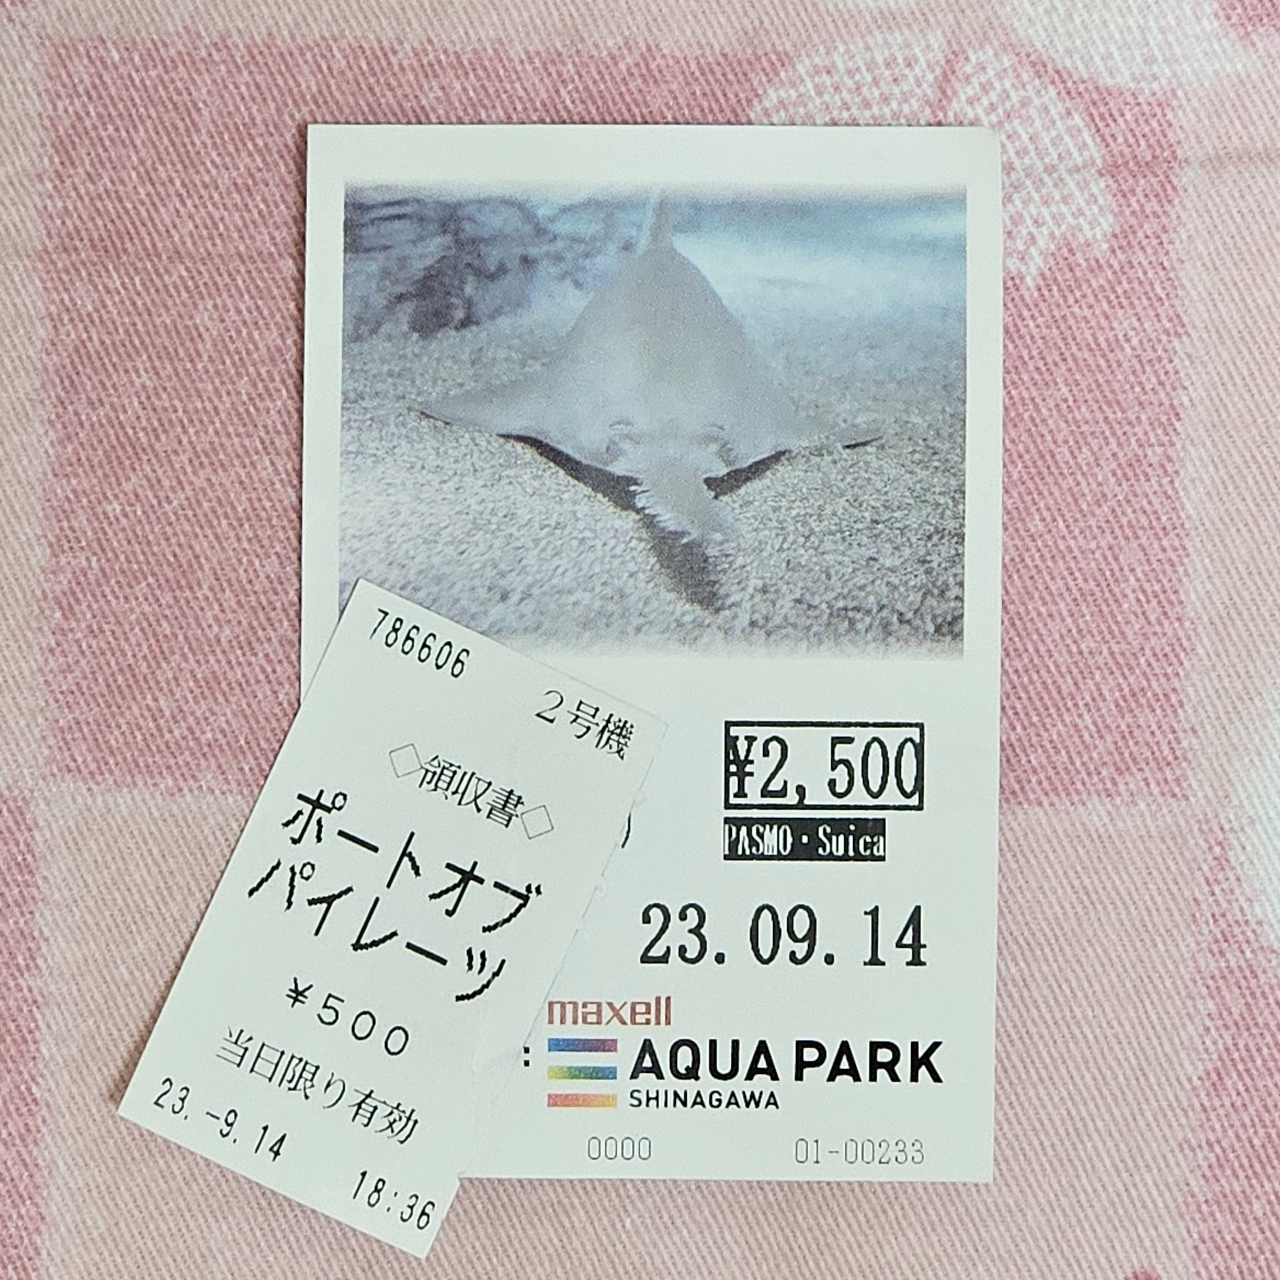 ¥2,500
PASMO・Suica
23.09.14
maxell
AQUA PARK
SHINAGAWA
0000 01-00233
786606
2号機
◇領収書◇
ポートオブ
パイレーツ
¥500
当日限り有効
23.-9.14 18:36